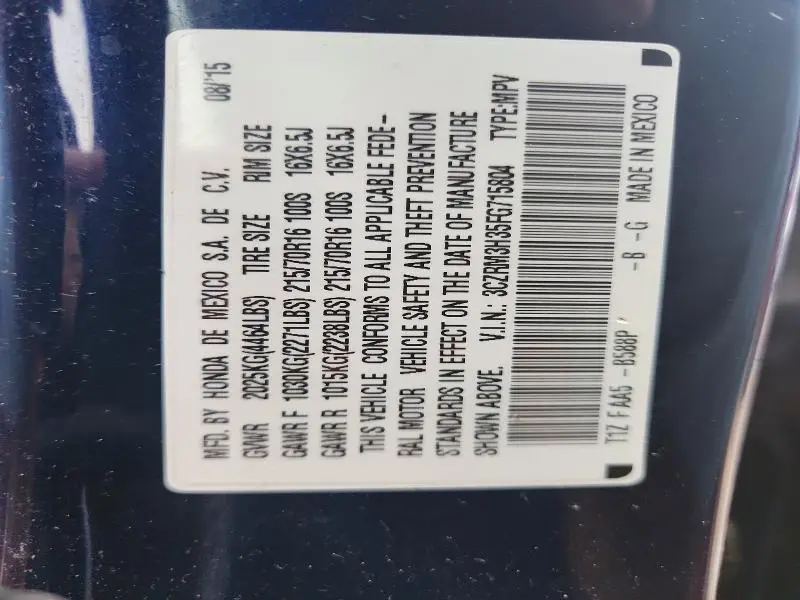 MFD. BY HONDA DE MEXICO S.A. DE C.V. 08/'15
GVWR 2025KG(4464LBS) TIRE SIZE RIM SIZE
GAWR F 1030KG(2271LBS) 215/70R16 100S 16X6.5J
GAWR R 1015KG(2238LBS) 215/70R16 100S 16X6.5J
THIS VEHICLE CONFORMS TO ALL APPLICABLE FEDE-
RAL MOTOR VEHICLE SAFETY AND THEFT PREVENTION
STANDARDS IN EFFECT ON THE DATE OF MANUFACTURE
SHOWN ABOVE. V.I.N.: 3CZRM3H35FG715804 TYPE:MPV
T1Z F AA5 -B588P -B -G MADE IN MEXICO